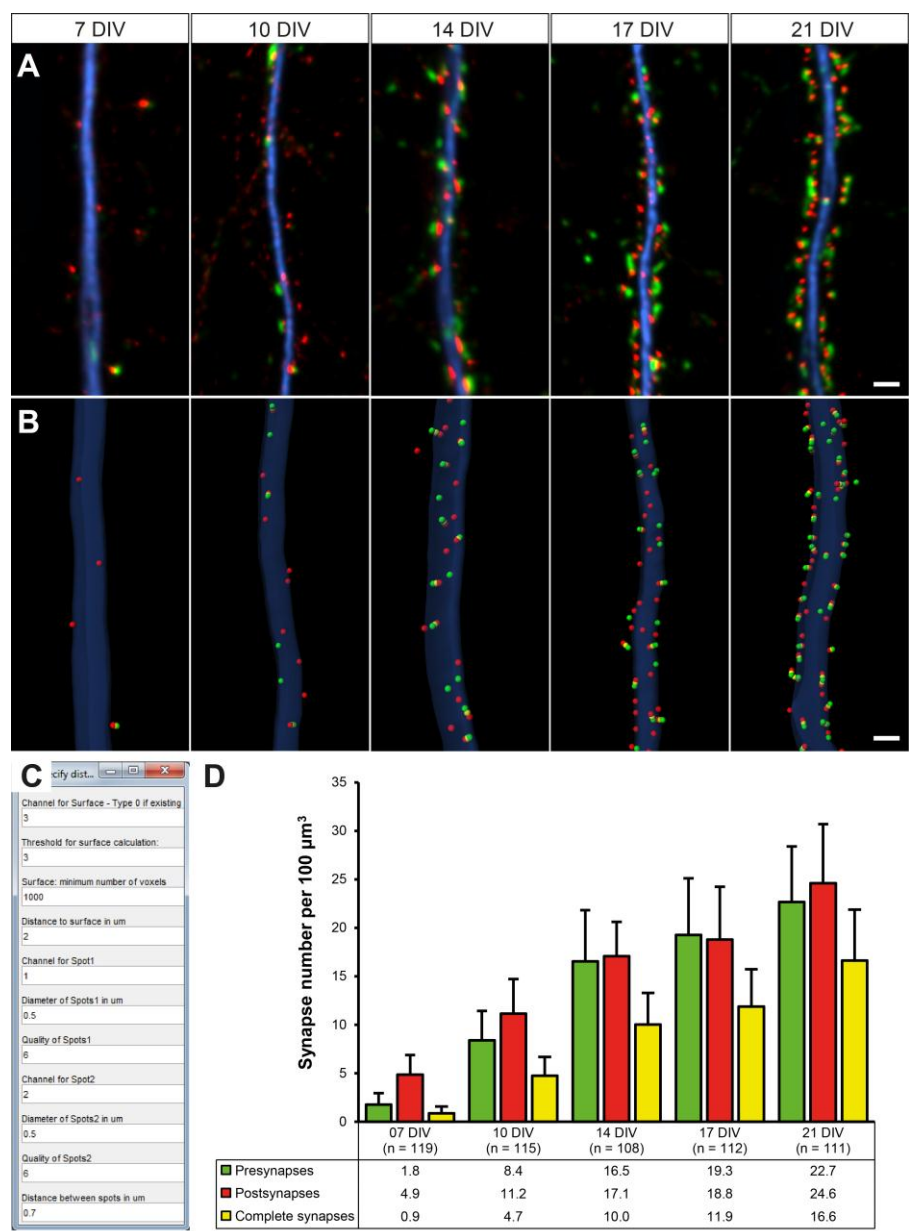 7 DIV 10 DIV 14 DIV 17 DIV 21 DIV
A
B
C
ecify dist...
Channel for Surface - Type 0 if existing
3
Threshold for surface calculation:
3
Surface: minimum number of voxels
1000
Distance to surface in um
2
Channel for Spot1
1
Diameter of Spots1 in um
0.5
Quality of Spots1
6
Channel for Spot2
2
Diameter of Spots2 in um
0.5
Quality of Spots2
6
Distance between spots in um
0.7
D
Synapse number per 100 µm³
35
30
25
20
15
10
5
0
07 DIV 10 DIV 14 DIV 17 DIV 21 DIV
(n = 119) (n = 115) (n = 108) (n = 112) (n = 111)
Presynapses 1.8 8.4 16.5 19.3 22.7
Postsynapses 4.9 11.2 17.1 18.8 24.6
Complete synapses 0.9 4.7 10.0 11.9 16.6